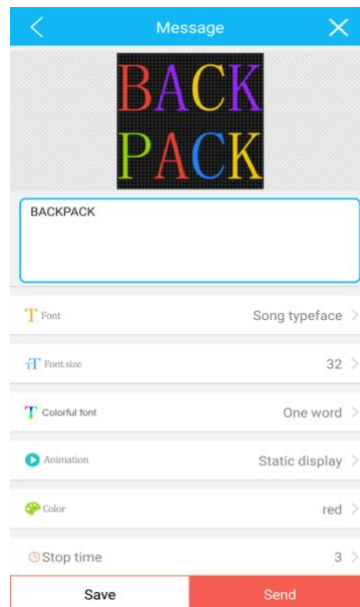 Message
BACK
PACK
BACKPACK
Font Song typeface
Font size 32
Colorful font One word
Animation Static display
Color red
Stop time 3
Save Send